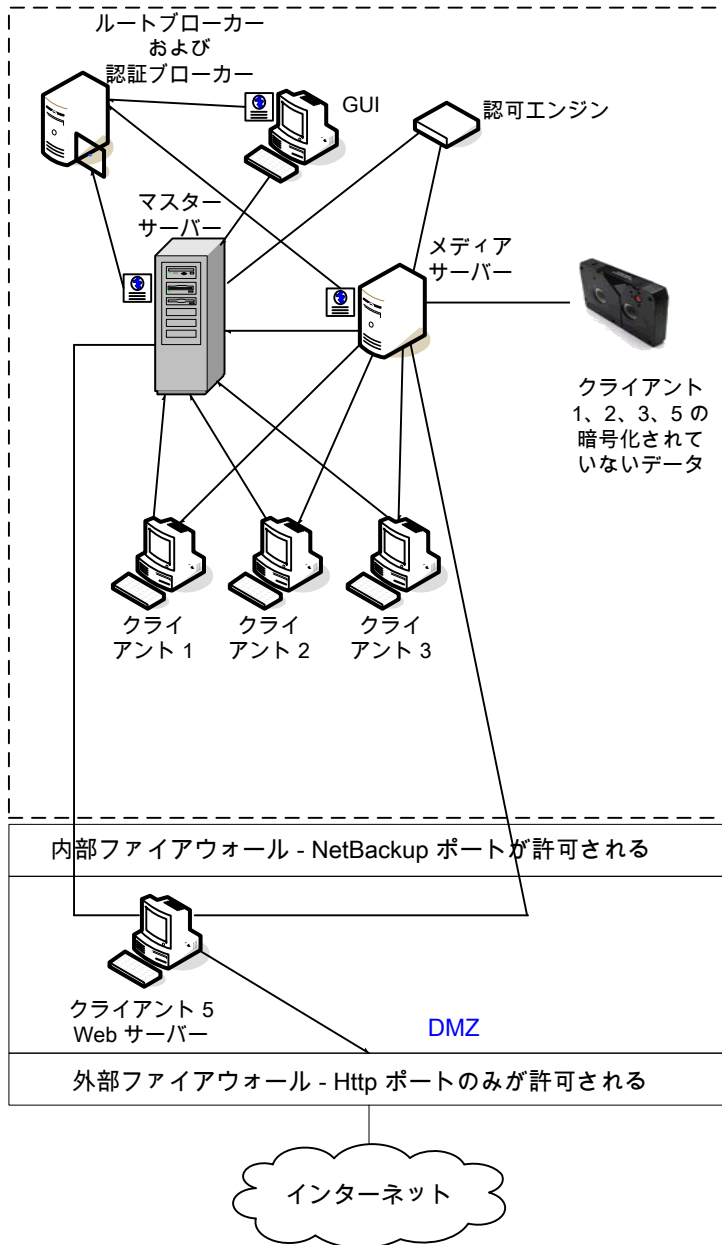 ルートブローカー
および
認証ブローカー
GUI
認可エンジン
マスター
サーバー
メディア
サーバー
クライアント
1、2、3、5 の
暗号化されて
いないデータ
クライ
アント 1
クライ
アント 2
クライ
アント 3
内部ファイアウォール - NetBackup ポートが許可される
クライアント 5
Web サーバー
DMZ
外部ファイアウォール - Http ポートのみが許可される
インターネット